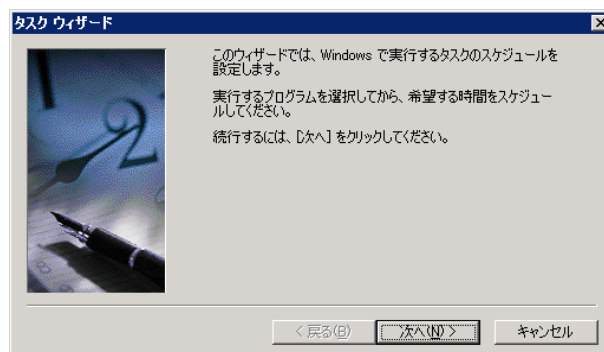 タスク ウィザード
このウィザードでは、Windows で実行するタスクのスケジュールを
設定します。
実行するプログラムを選択してから、希望する時間をスケジュー
ルしてください。
続行するには、[次へ] をクリックしてください。
2
< 戻る(B)
次へ(N) >
キャンセル